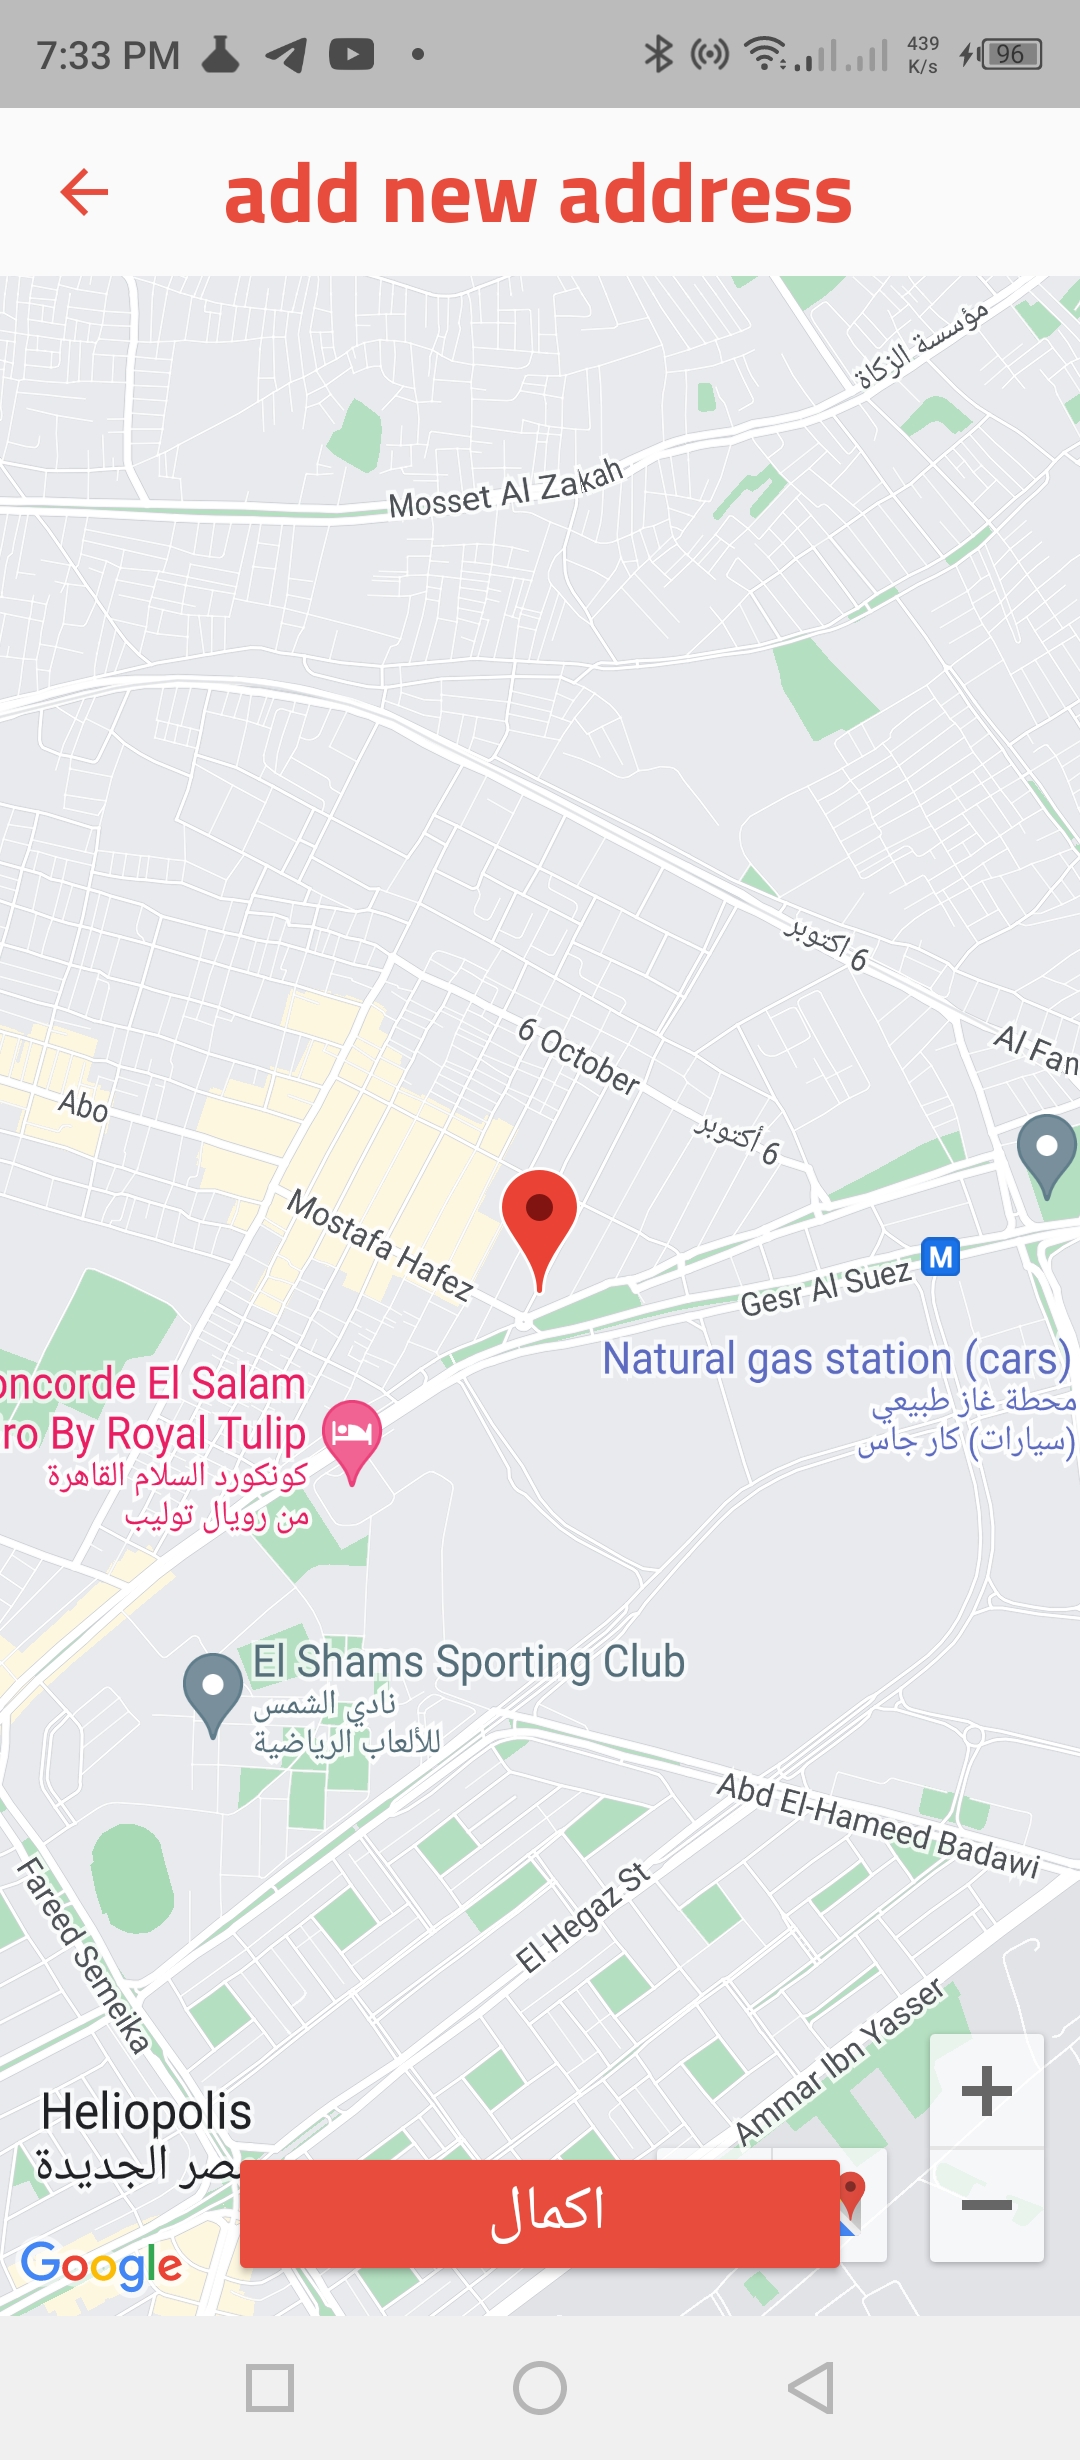 7:33 PM
439
K/s
96
add new address
مؤسسة الزكاة
Mosset Al Zakah
6 اكتوبر
6 October
Al Fan
Abo
6 أكتوبر
Mostafa Hafez
M
Gesr Al Suez
Natural gas station (cars)
محطة غاز طبيعي
(سيارات) كار جاس
oncorde El Salam
ro By Royal Tulip
كونكورد السلام القاهرة
من رويال توليب
El Shams Sporting Club
نادي الشمس
للألعاب الرياضية
Abd El-Hameed Badawi
El Hegaz St
Fareed Semeika
Ammar Ibn Yasser
Heliopolis
صر الجديدة
اكمال
Google